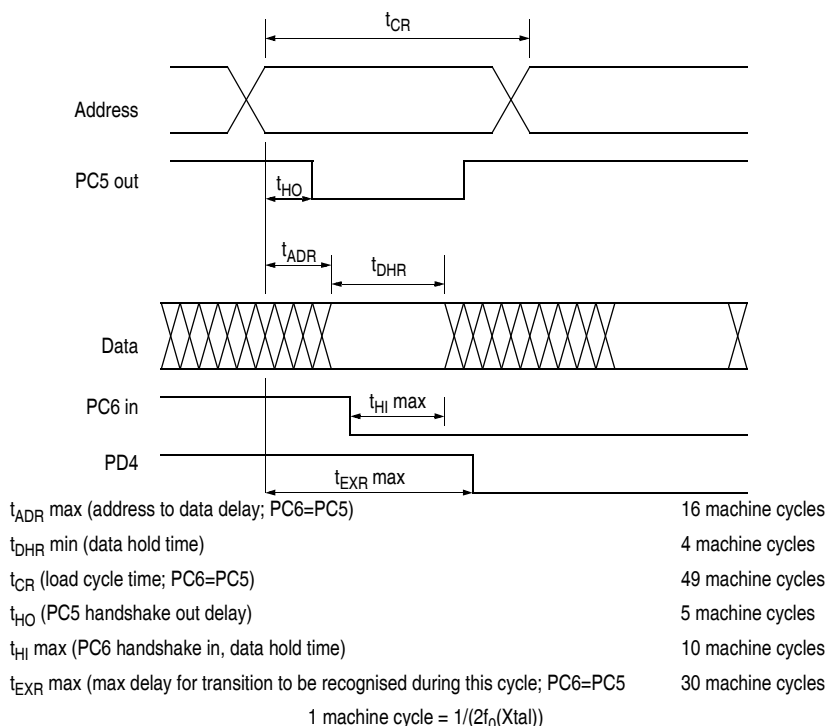 tCR
Address
PC5 out
tHO
tADR
tDHR
Data
PC6 in
tHI max
PD4
tEXR max
tADR max (address to data delay; PC6=PC5) 16 machine cycles
tDHR min (data hold time) 4 machine cycles
tCR (load cycle time; PC6=PC5) 49 machine cycles
tHO (PC5 handshake out delay) 5 machine cycles
tHI max (PC6 handshake in, data hold time) 10 machine cycles
tEXR max (max delay for transition to be recognised during this cycle; PC6=PC5 30 machine cycles
1 machine cycle = 1/(2f0(Xtal))